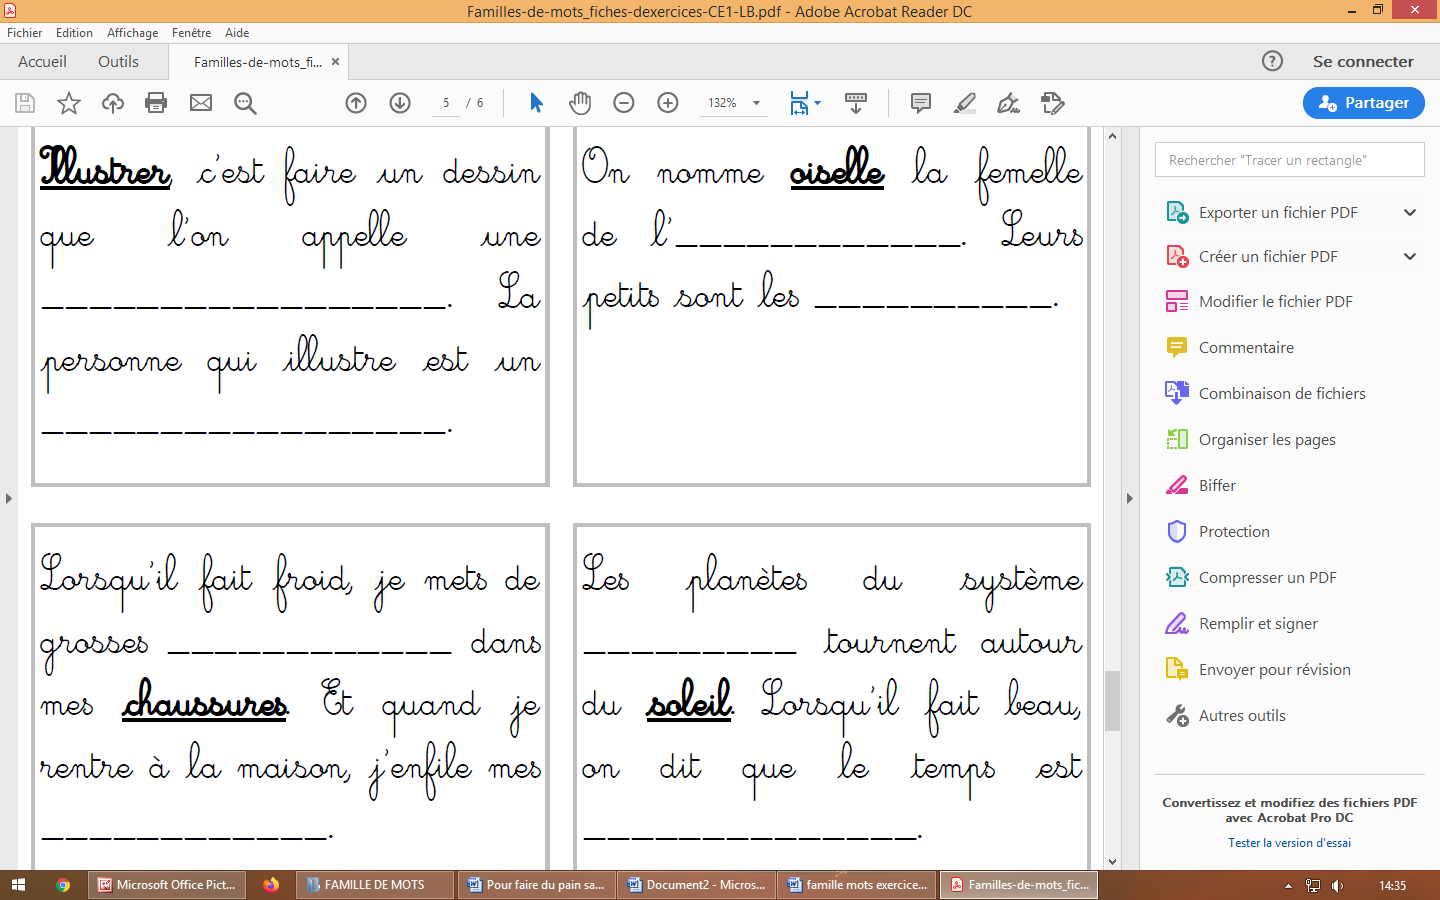 Familles-de-mots_fiches-dexercices-CE1-LB.pdf - Adobe Acrobat Reader DC
Fichier Edition Affichage Fenêtre Aide
Accueil Outils Familles-de-mots_fi... × ? Se connecter
5 / 6 132% Partager
Illustrer, c'est faire un dessin
que l'on appelle une
_________________. La
personne qui illustre est un
_________________.
On nomme oiselle la femelle
de l'____________. Leurs
petits sont les __________.
Lorsqu'il fait froid, je mets de
grosses ____________ dans
mes chaussures. Et quand je
rentre à la maison, j'enfile mes
____________.
Les planètes du système
_________ tournent autour
du soleil. Lorsqu'il fait beau,
on dit que le temps est
______________.
Rechercher "Tracer un rectangle"
Exporter un fichier PDF
Créer un fichier PDF
Modifier le fichier PDF
Commentaire
Combinaison de fichiers
Organiser les pages
Biffer
Protection
Compresser un PDF
Remplir et signer
Envoyer pour révision
Autres outils
Convertissez et modifiez des fichiers PDF
avec Acrobat Pro DC
Tester la version d'essai
Microsoft Office Pict... FAMILLE DE MOTS Pour faire du pain sa... Document2 - Micros... famille mots exercice... Familles-de-mots_fic... 14:35